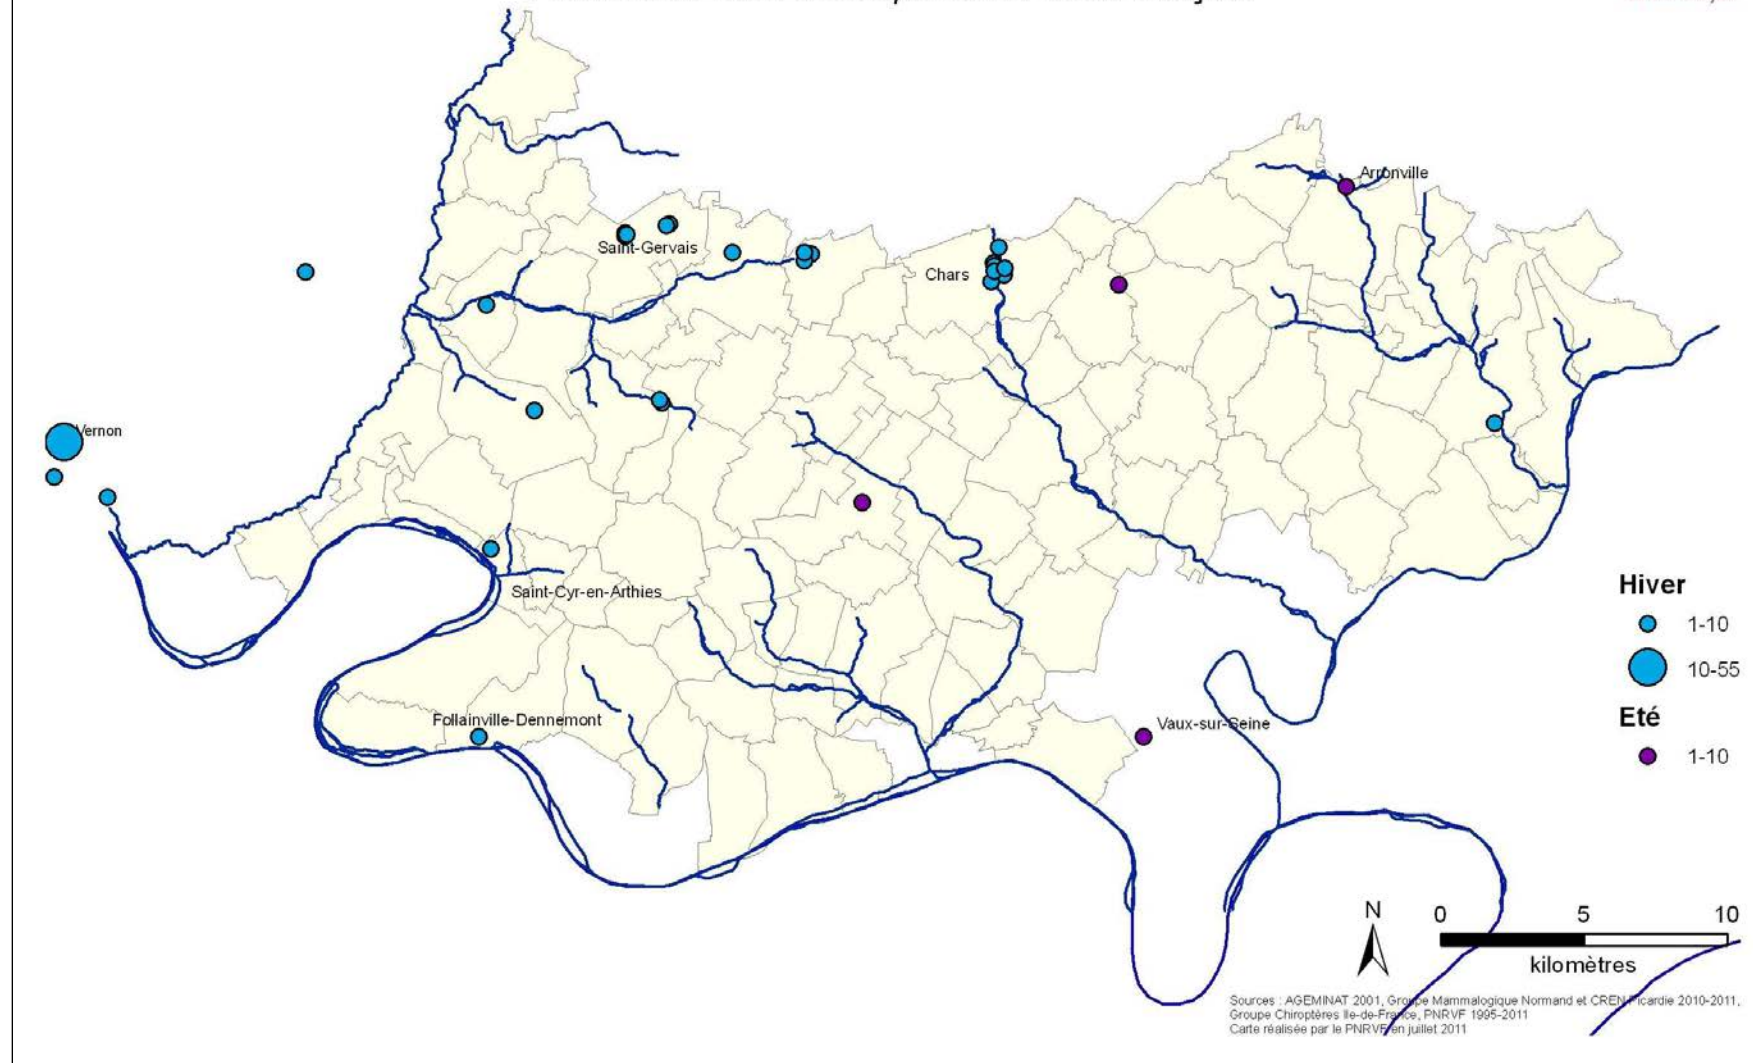 Arronville
Saint-Gervais
Chars
Vernon
Saint-Cyr-en-Arthies
Follainville-Dennemont
Vaux-sur-Seine
Hiver
1-10
10-55
Eté
1-10
N
0 5 10
kilomètres
Sources : AGEMINAT 2001, Groupe Mammalogique Normand et CREN Picardie 2010-2011,
Groupe Chiroptères Ile-de-France, PNRVF 1995-2011
Carte réalisée par le PNRVF en juillet 2011